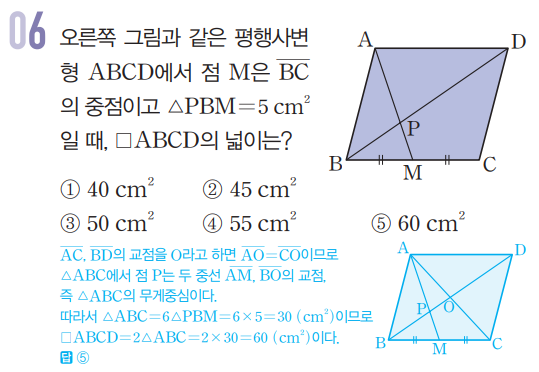 06 오른쪽 그림과 같은 평행사변
형 ABCD에서 점 M은 BC
의 중점이고 △PBM=5 cm²
일 때, □ABCD의 넓이는?
① 40 cm² ② 45 cm²
③ 50 cm² ④ 55 cm² ⑤ 60 cm²
A
D
P
B
M
C
AC, BD의 교점을 O라고 하면 AO=CO이므로
△ABC에서 점 P는 두 중선 AM, BO의 교점,
즉 △ABC의 무게중심이다.
따라서 △ABC=6△PBM=6×5=30 (cm²)이므로
□ABCD=2△ABC=2×30=60 (cm²)이다.
답 ⑤
A
D
P
O
B
M
C